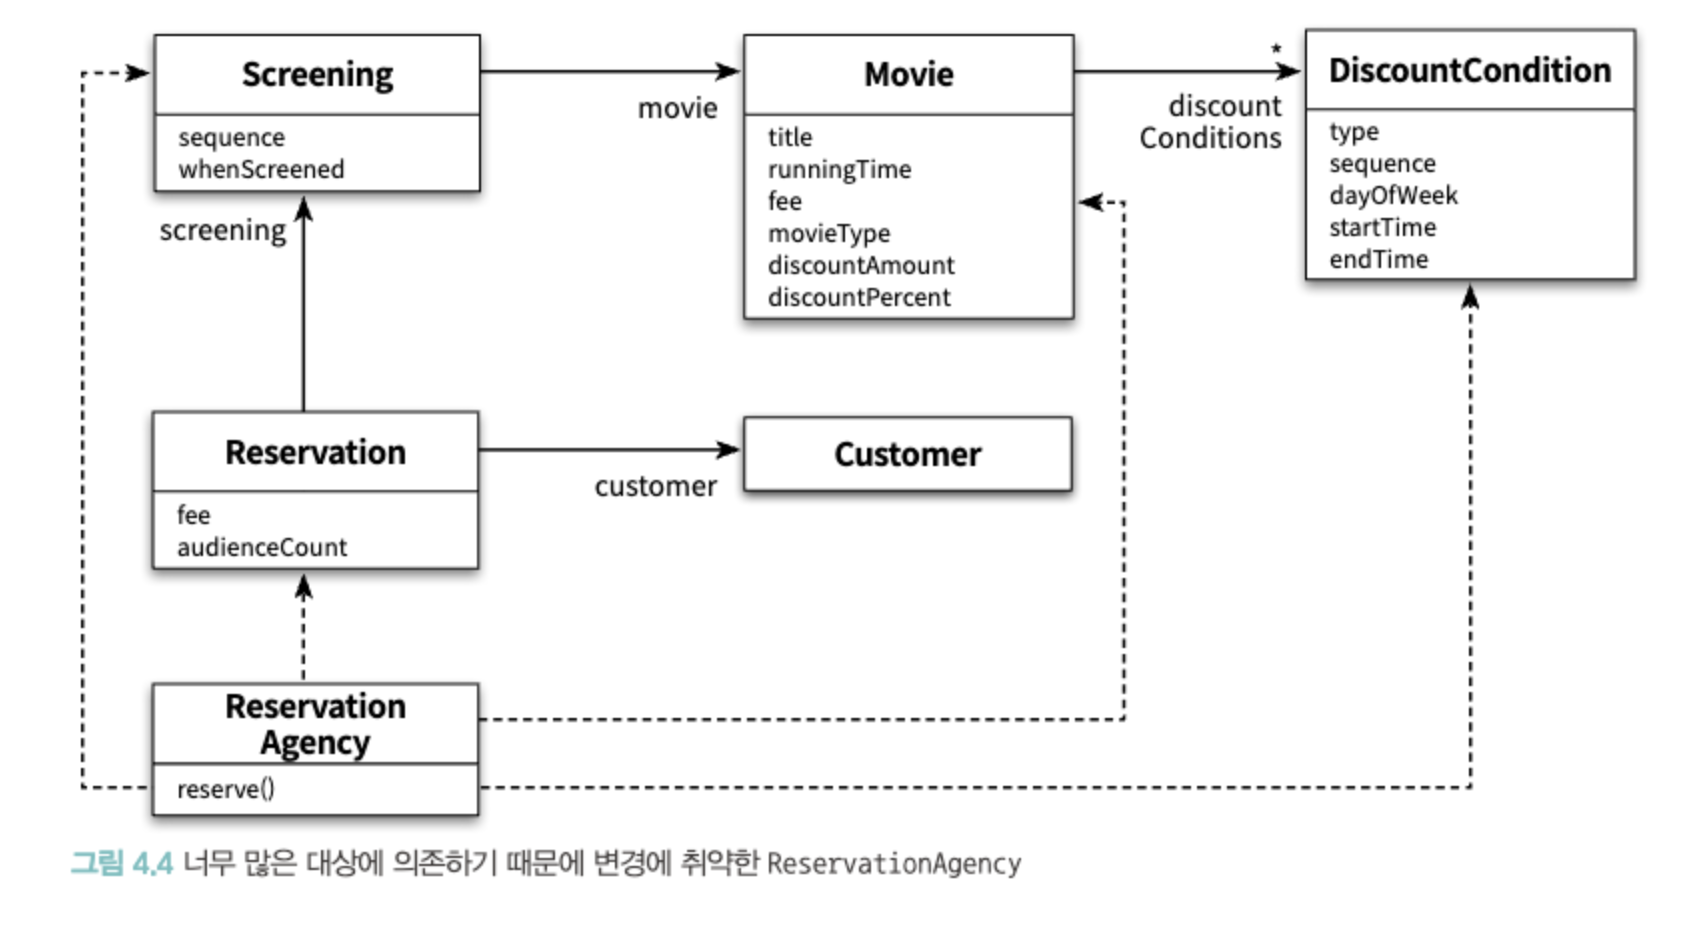 Screening
sequence
whenScreened
movie
Movie
title
runningTime
fee
movieType
discountAmount
discountPercent
*
discount
Conditions
DiscountCondition
type
sequence
dayOfWeek
startTime
endTime
screening
Reservation
fee
audienceCount
customer
Customer
Reservation
Agency
reserve()
그림 4.4 너무 많은 대상에 의존하기 때문에 변경에 취약한 ReservationAgency